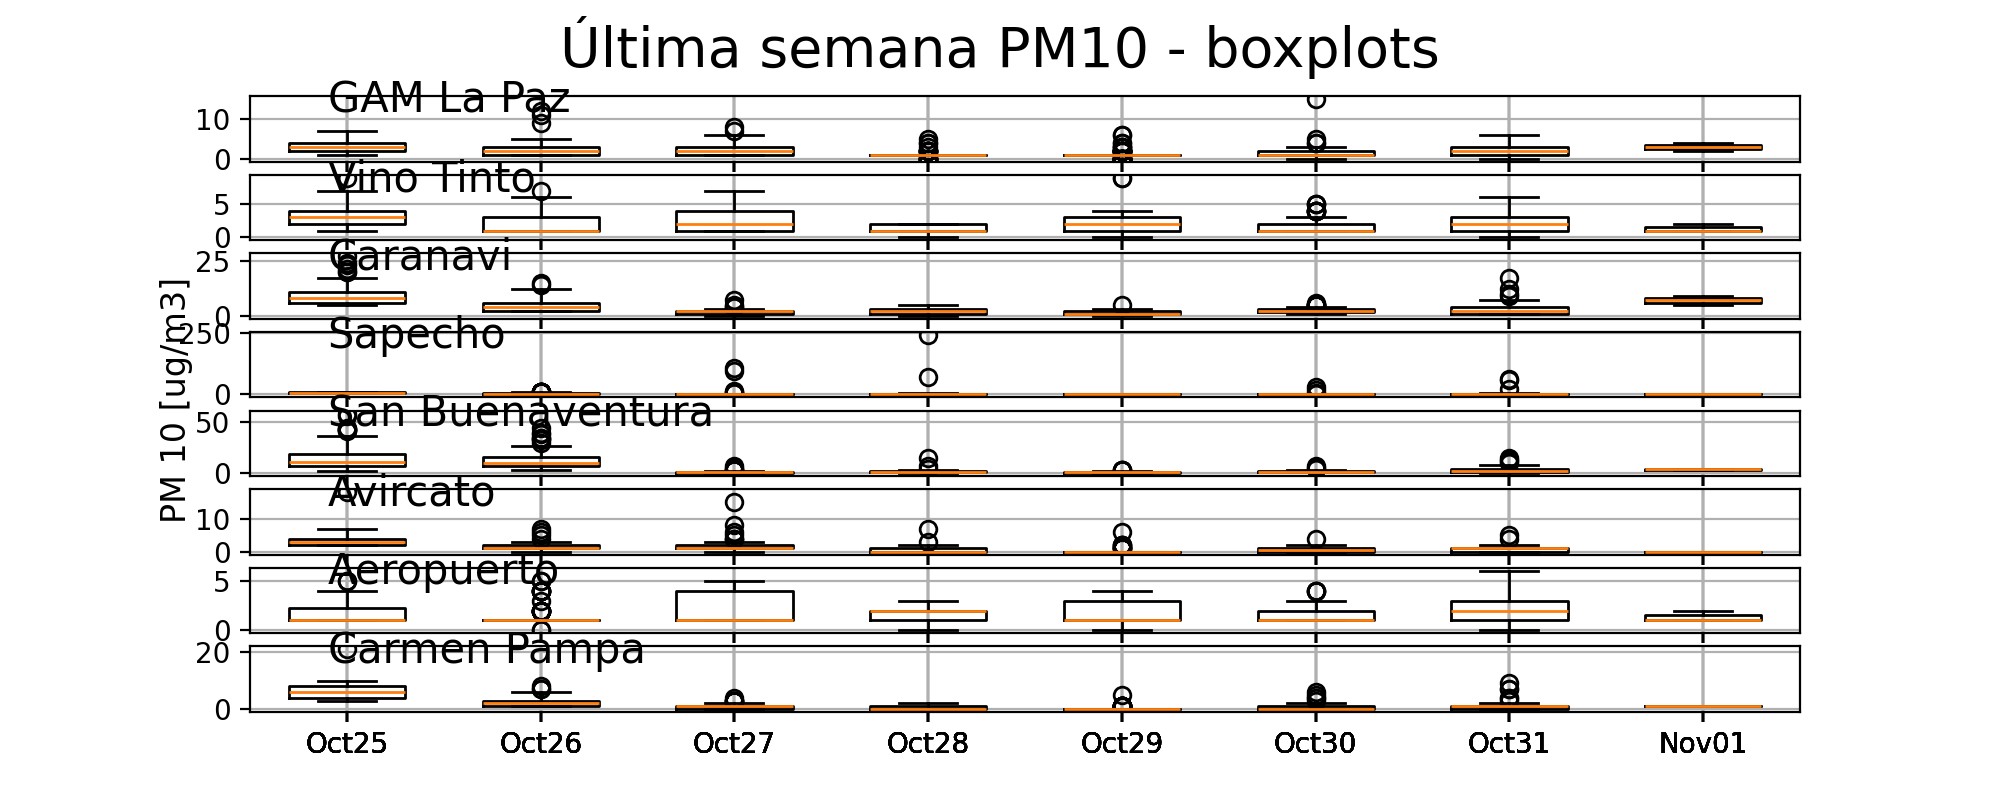 Última semana PM10 - boxplots
GAM La Paz
10
0
Vino Tinto
5
0
Caranavi
25
0
Sapecho
250
0
San Buenaventura
50
0
Avircato
10
0
Aeropuerto
5
0
Carmen Pampa
20
0
PM 10 [ug/m3]
Oct25 Oct26 Oct27 Oct28 Oct29 Oct30 Oct31 Nov01